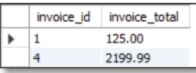 invoice_id invoice_total
1 125.00
4 2199.99